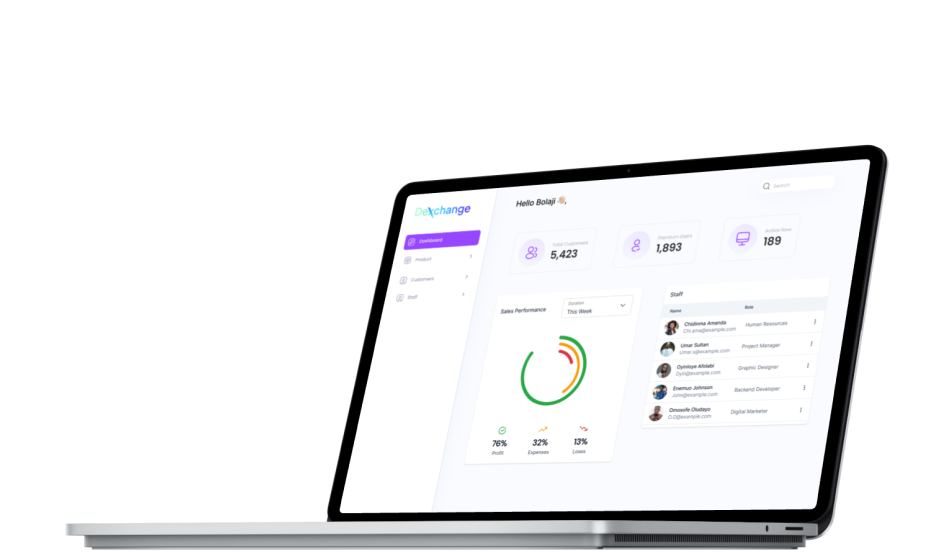 Dexchange
Hello Bolaji 👋🏼,
Search
Dashboard
Product
Customers
Staff
Total Customers
5,423
Premium users
1,893
Active Now
189
Sales Performance
Duration
This Week
76%
Profit
32%
Expenses
13%
Loses
Staff
Name Role
Chidinma Amanda Human Resources
Chi.ama@example.com
Umar Sultan Project Manager
Umar.s@example.com
Oyinloye Afolabi Graphic Designer
Oyin@example.com
Enemuo Johnson Backend Developer
John@example.com
Omosofe Oludayo Digital Marketer
O.D@example.com